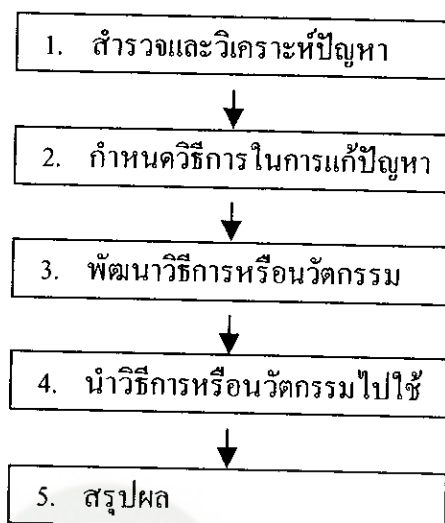 1. สำรวจและวิเคราะห์ปัญหา
2. กำหนดวิธีการในการแก้ปัญหา
3. พัฒนาวิธีการหรือนวัตกรรม
4. นำวิธีการหรือนวัตกรรมไปใช้
5. สรุปผล